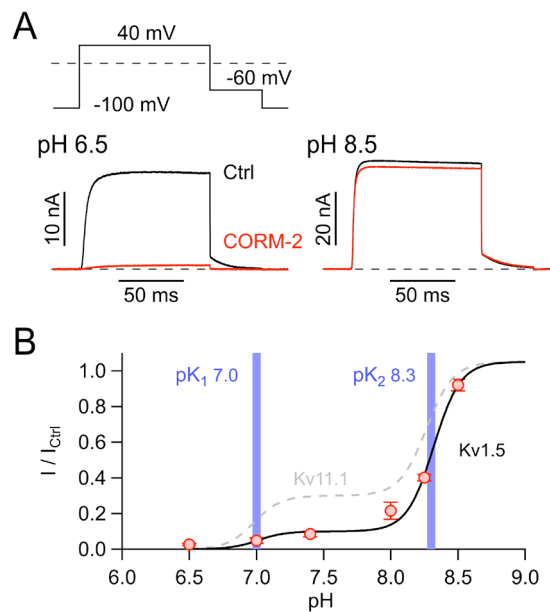 A
40 mV
-60 mV
-100 mV
pH 6.5
pH 8.5
Ctrl
10 nA
CORM-2
20 nA
50 ms
50 ms
B
1.0
0.8
0.6
0.4
0.2
0.0
I / I_Ctrl
pK₁ 7.0
pK₂ 8.3
Kv11.1
Kv1.5
6.0 6.5 7.0 7.5 8.0 8.5 9.0
pH